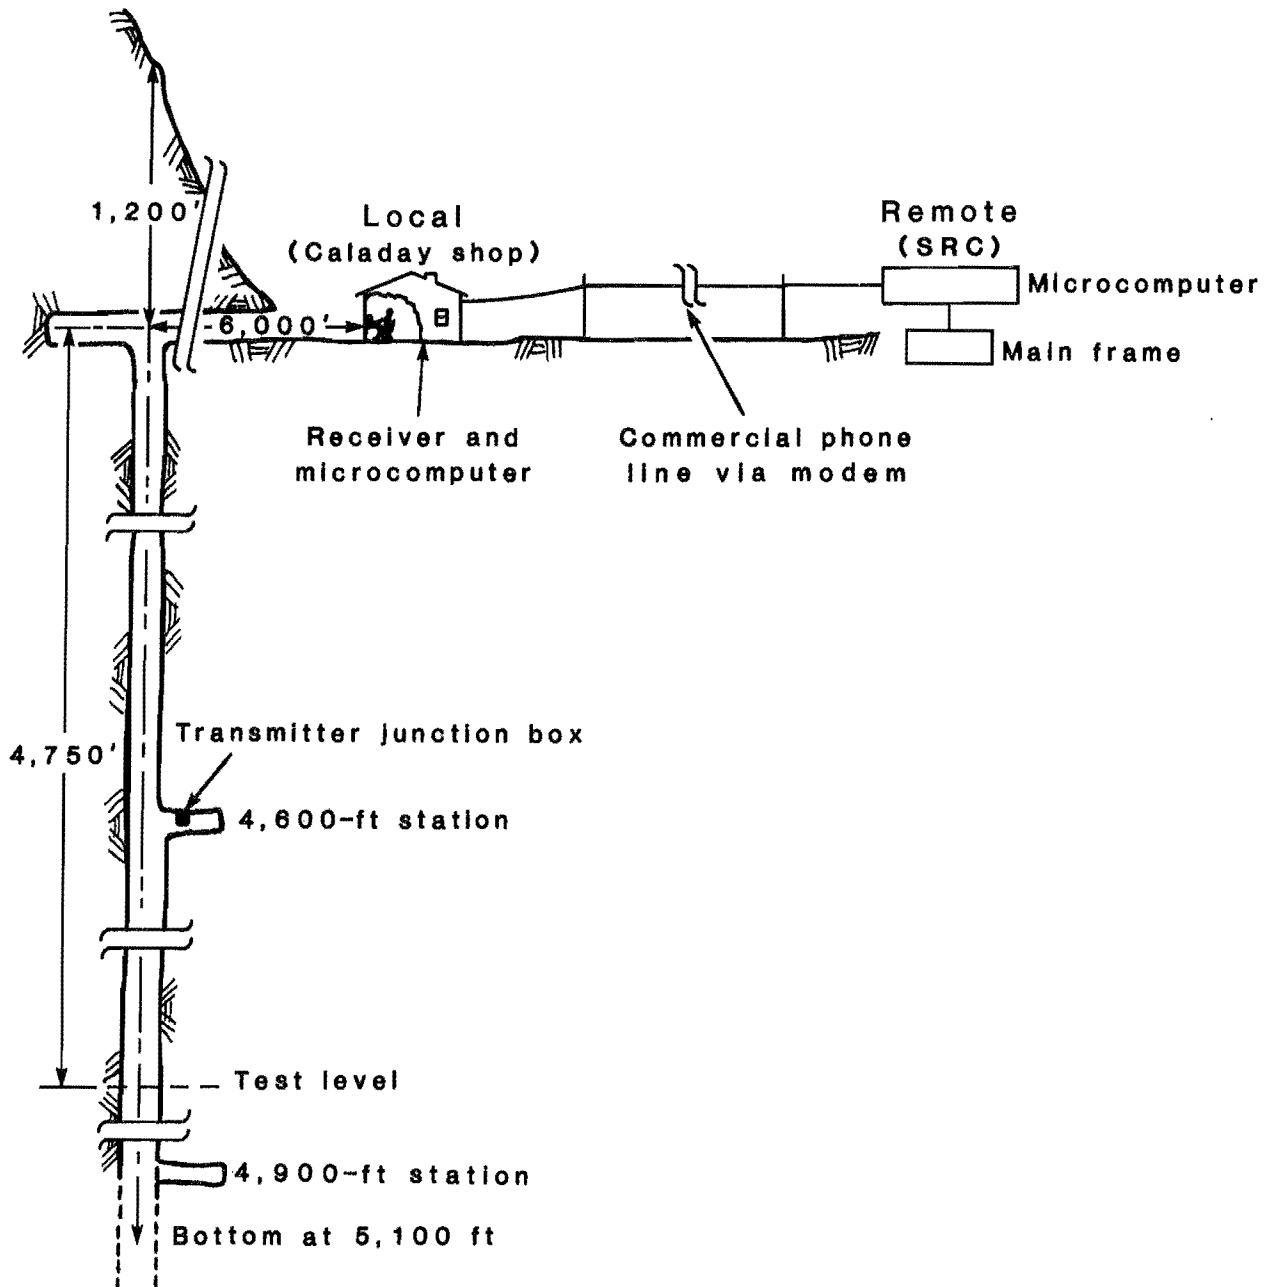 1,200'
Local
(Caladay shop)
Remote
(SRC)
Microcomputer
6,000'
Main frame
Receiver and
microcomputer
Commercial phone
line via modem
Transmitter junction box
4,750'
4,600-ft station
Test level
4,900-ft station
Bottom at 5,100 ft